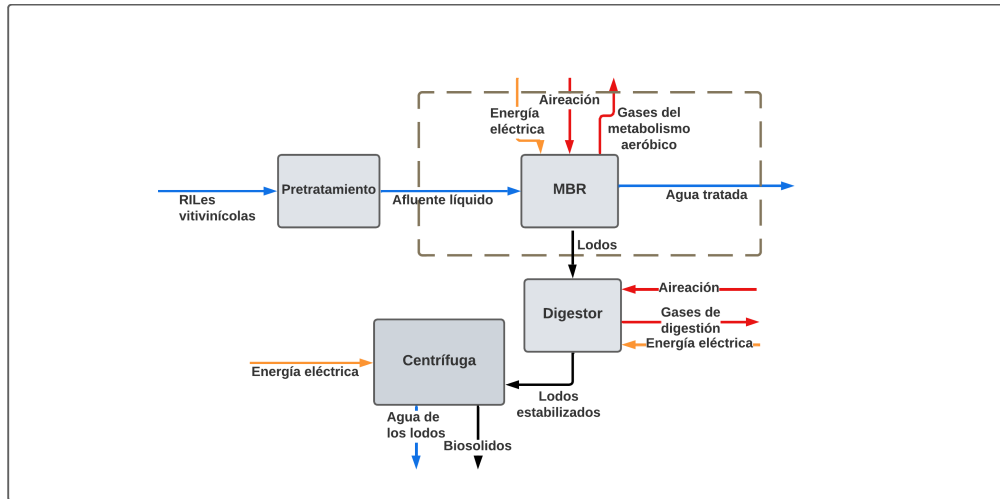 Aireación
Energía
eléctrica
Gases del
metabolismo
aeróbico
Pretratamiento
MBR
RILes
vitivinícolas
Afluente líquido
Agua tratada
Lodos
Aireación
Digestor
Gases de
digestión
Energía eléctrica
Centrífuga
Energía eléctrica
Lodos
estabilizados
Agua de
los lodos
Biosolidos